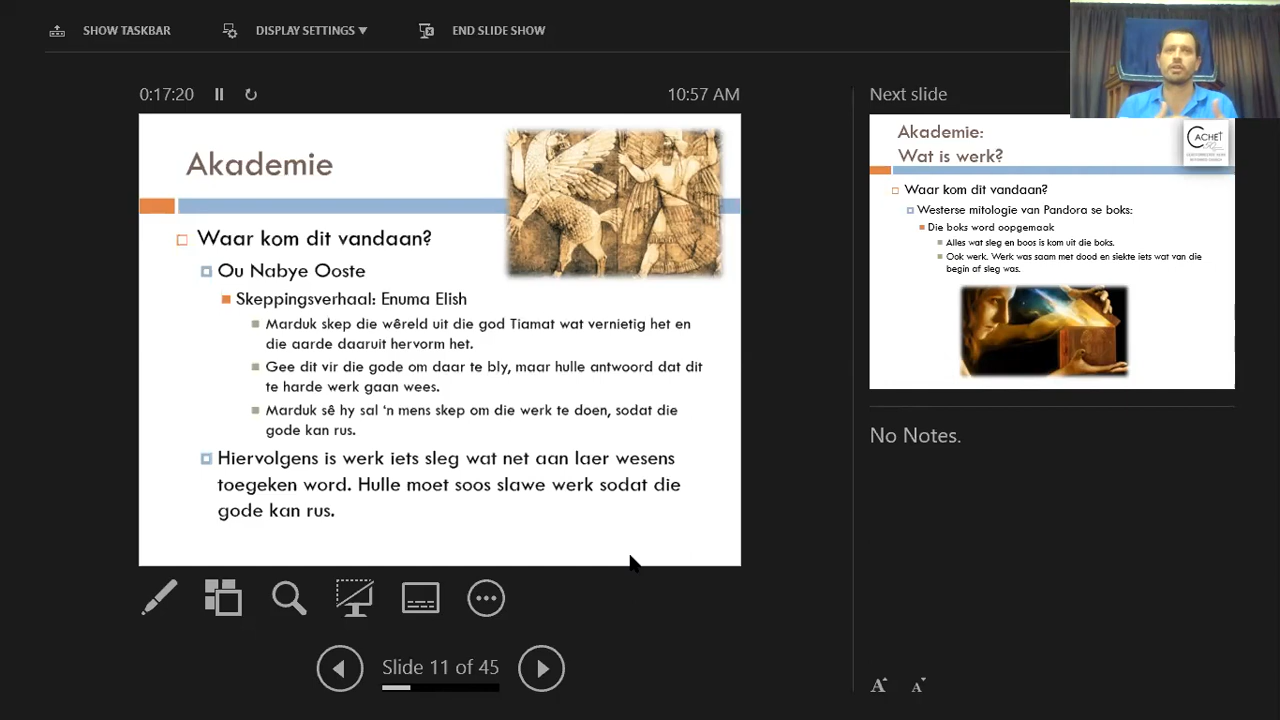 SHOW TASKBAR
DISPLAY SETTINGS
END SLIDE SHOW
0:17:20
10:57 AM
Akademie
Waar kom dit vandaan?
Ou Nabye Ooste
Skeppingsverhaal: Enuma Elish
Marduk skep die wêreld uit die god Tiamat wat vernietig het en
die aarde daaruit hervorm het.
Gee dit vir die gode om daar te bly, maar hulle antwoord dat dit
te harde werk gaan wees.
Marduk sê hy sal ‘n mens skep om die werk te doen, sodat die
gode kan rus.
Hiervolgens is werk iets sleg wat net aan laer wesens
toegeken word. Hulle moet soos slawe werk sodat die
gode kan rus.
Slide 11 of 45
Next slide
Akademie:
Wat is werk?
CACHET
Waar kom dit vandaan?
Westerse mitologie van Pandora se boks:
Die boks word oopgemaak
Alles wat sleg en boos is kom uit die boks.
Ook werk. Werk was saam met dood en siekte iets wat van die
begin af sleg was.
No Notes.
A A